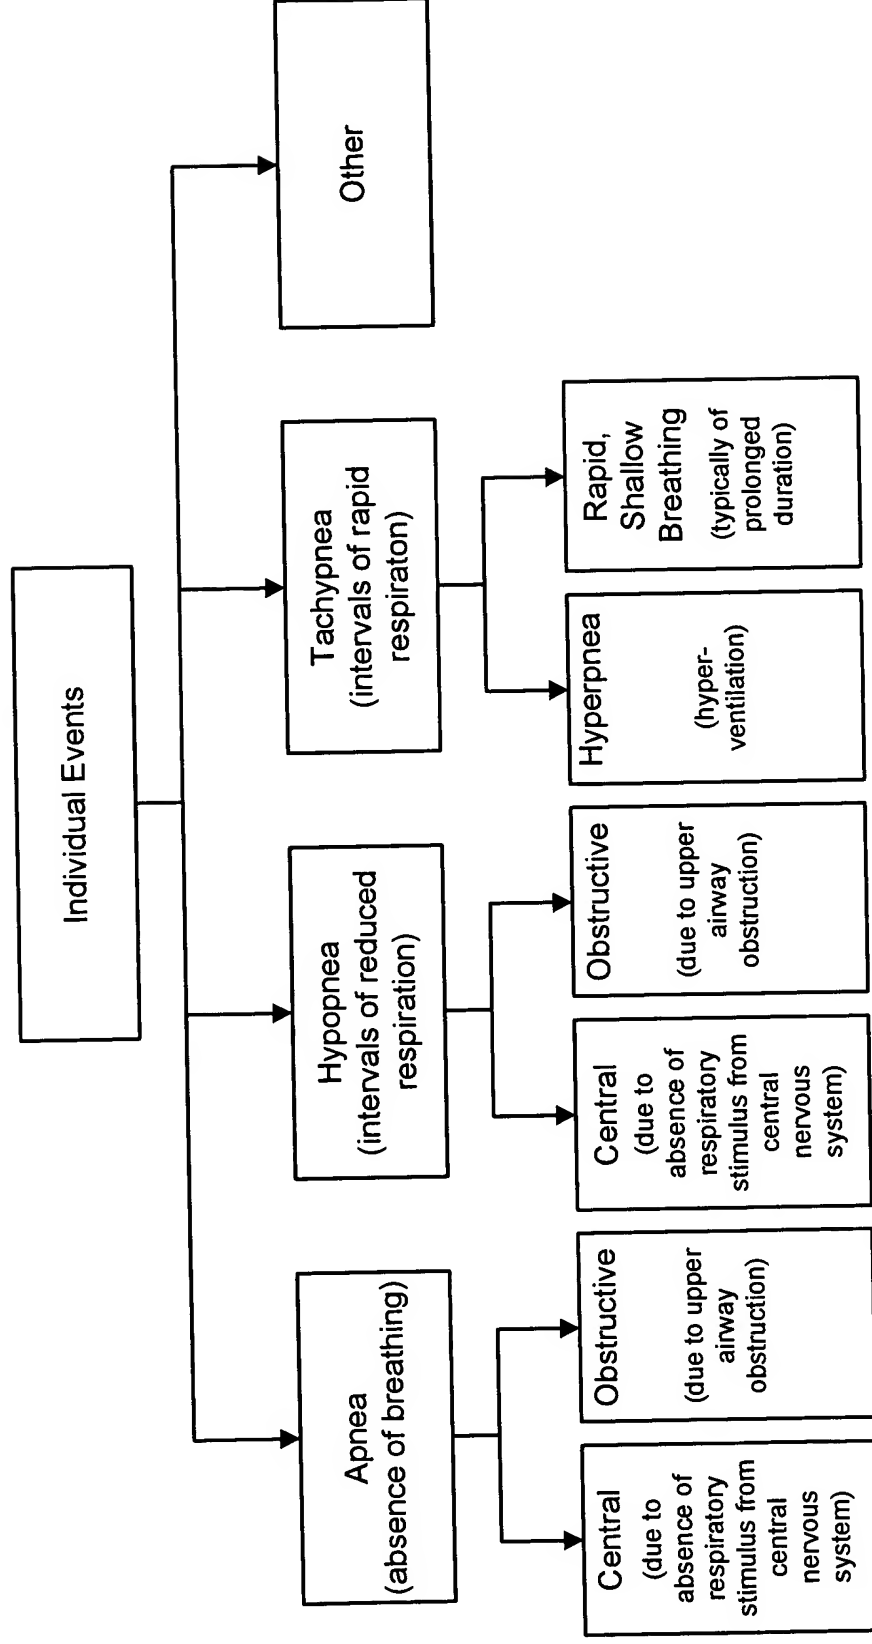 Individual Events
Apnea
(absence of breathing)
Hypopnea
(intervals of reduced
respiration)
Tachypnea
(intervals of rapid
respiraton)
Other
Central
(due to
absence of
respiratory
stimulus from
central
nervous
system)
Obstructive
(due to upper
airway
obstruction)
Central
(due to
absence of
respiratory
stimulus from
central
nervous
system)
Obstructive
(due to upper
airway
obstruction)
Hyperpnea
(hyper-
ventilation)
Rapid,
Shallow
Breathing
(typically of
prolonged
duration)